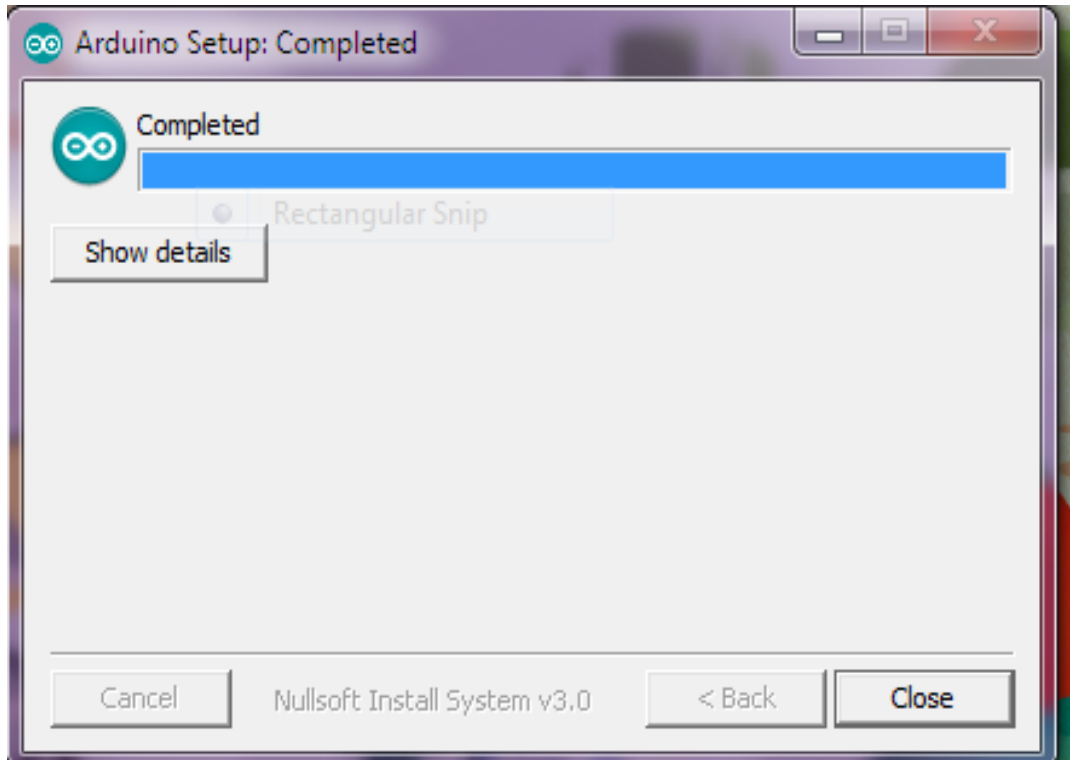 Arduino Setup: Completed
Completed
Rectangular Snip
Show details
Cancel
Nullsoft Install System v3.0
< Back
Close